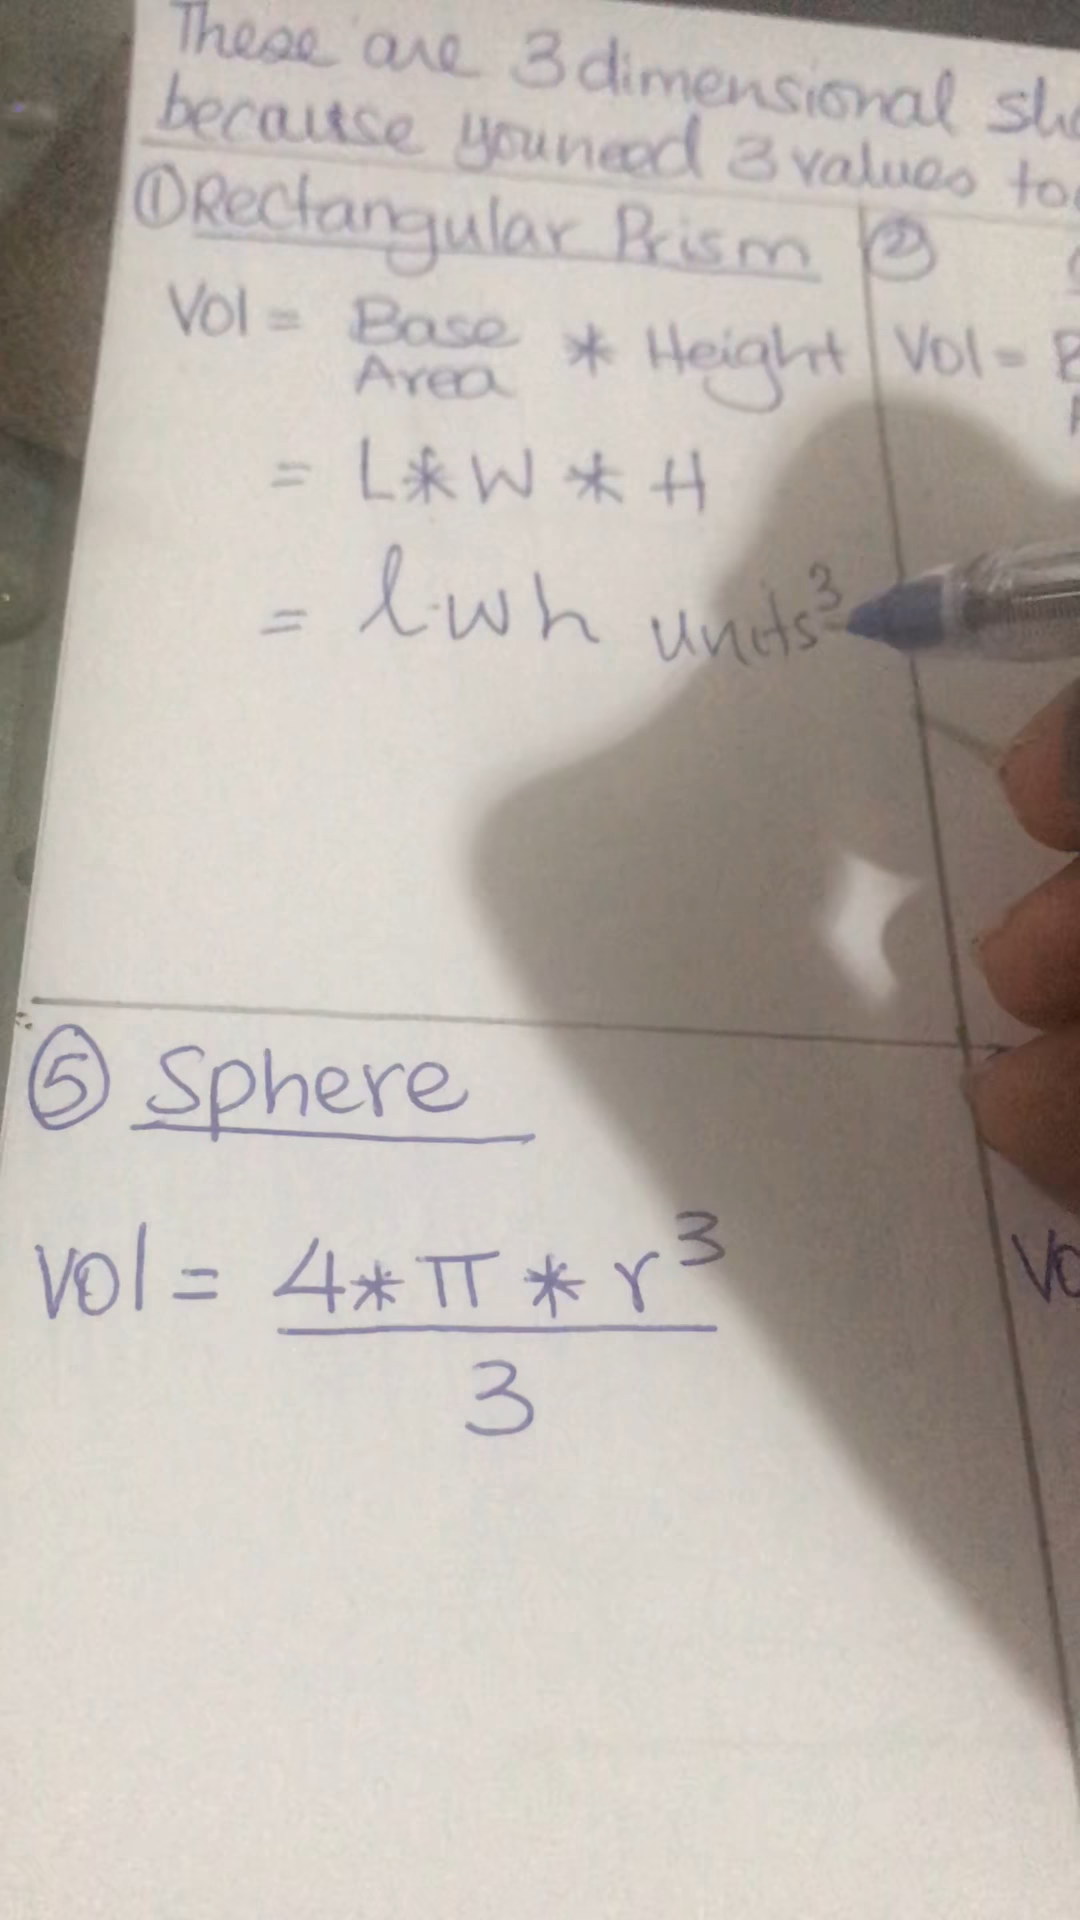 These are 3 dimensional
because you need 3 values
① Rectangular Prism
Vol = Base Area * Height
= L * W * H
= l·wh units³
②
Vol =
⑤ Sphere
Vol = 4 * π * r³
3